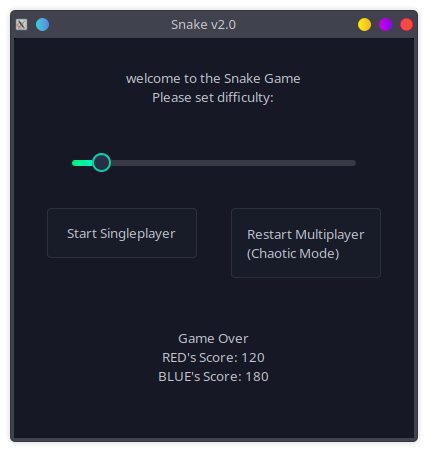 Snake v2.0
welcome to the Snake Game
Please set difficulty:
Start Singleplayer
Restart Multiplayer
(Chaotic Mode)
Game Over
RED's Score: 120
BLUE's Score: 180